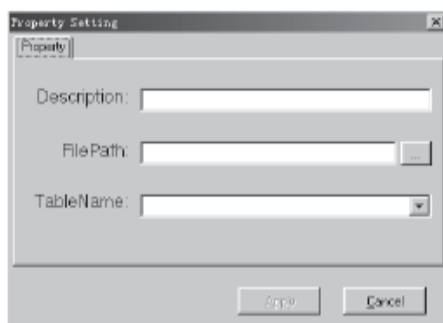 Property Setting
Property
Description:
FilePath:
...
TableName:
Apply
Cancel